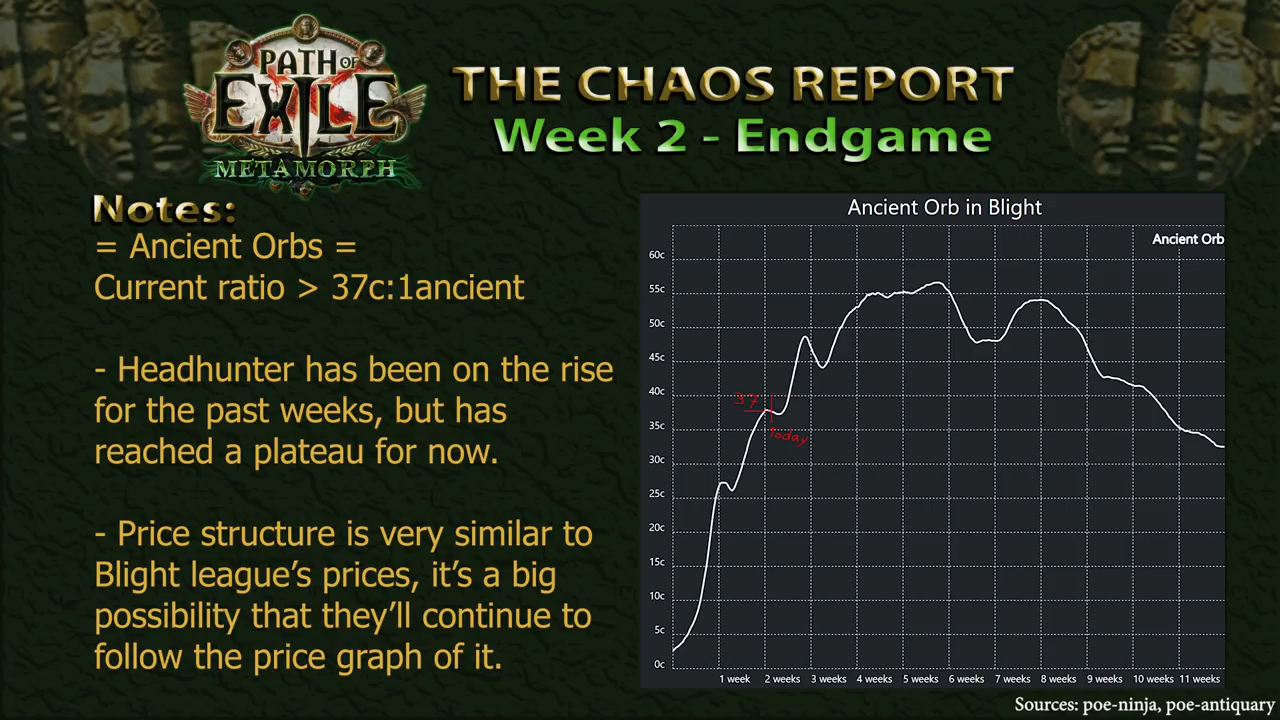 PATH OF
EXILE
METAMORPH
THE CHAOS REPORT
Week 2 - Endgame
Notes:
= Ancient Orbs =
Current ratio > 37c:1ancient
- Headhunter has been on the rise
for the past weeks, but has
reached a plateau for now.
- Price structure is very similar to
Blight league's prices, it's a big
possibility that they'll continue to
follow the price graph of it.
Ancient Orb in Blight
Ancient Orb
60c
55c
50c
45c
40c
35c
30c
25c
20c
15c
10c
5c
0c
37
Today
1 week
2 weeks
3 weeks
4 weeks
5 weeks
6 weeks
7 weeks
8 weeks
9 weeks
10 weeks
11 weeks
Sources: poe-ninja, poe-antiquary